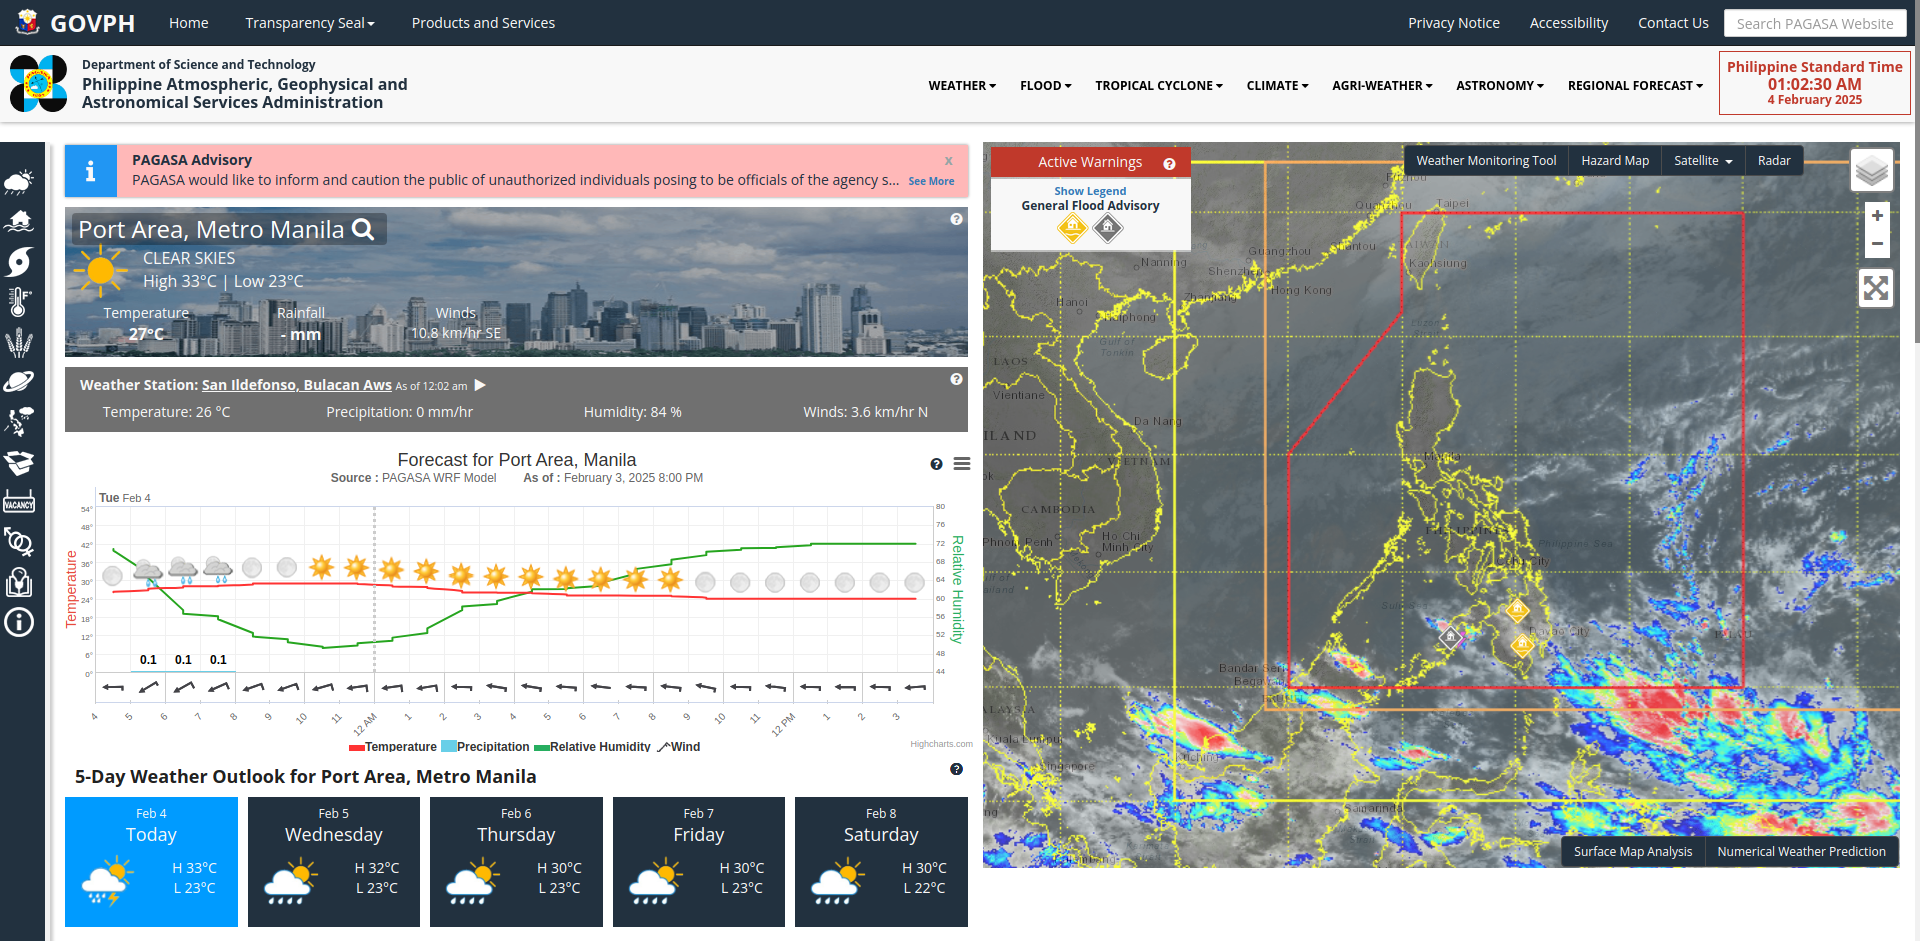 GOVPH
Home
Transparency Seal
Products and Services
Privacy Notice
Accessibility
Contact Us
Search PAGASA Website
Department of Science and Technology
Philippine Atmospheric, Geophysical and
Astronomical Services Administration
WEATHER
FLOOD
TROPICAL CYCLONE
CLIMATE
AGRI-WEATHER
ASTRONOMY
REGIONAL FORECAST
Philippine Standard Time
01:02:30 AM
4 February 2025
VACANCY
PAGASA Advisory
x
PAGASA would like to inform and caution the public of unauthorized individuals posing to be officials of the agency s...
See More
Port Area, Metro Manila
CLEAR SKIES
High 33°C | Low 23°C
Temperature
Rainfall
Winds
27°C
- mm
10.8 km/hr SE
Weather Station: San Ildefonso, Bulacan Aws As of 12:02 am
Temperature: 26 °C
Precipitation: 0 mm/hr
Humidity: 84 %
Winds: 3.6 km/hr N
Forecast for Port Area, Manila
Source : PAGASA WRF Model As of : February 3, 2025 8:00 PM
Tue Feb 4
Temperature
54°
48°
42°
36°
30°
24°
18°
12°
6°
0°
80
76
72
68
64
60
56
52
48
44
Relative Humidity
0.1
0.1
0.1
4
5
6
7
8
9
10
11
12 AM
1
2
3
4
5
6
7
8
9
10
11
12 PM
1
2
3
Temperature
Precipitation
Relative Humidity
Wind
Highcharts.com
5-Day Weather Outlook for Port Area, Metro Manila
Feb 4
Today
H 33°C
L 23°C
Feb 5
Wednesday
H 32°C
L 23°C
Feb 6
Thursday
H 30°C
L 23°C
Feb 7
Friday
H 30°C
L 23°C
Feb 8
Saturday
H 30°C
L 22°C
Active Warnings
Show Legend
General Flood Advisory
Weather Monitoring Tool
Hazard Map
Satellite
Radar
+
−
Taipei
Guangzhou
Shantou
Nanning
Shenzhen
Kaohsiung
Hong Kong
Zhanjiang
Hanoi
Haiphong
Gulf of
Tonkin
LAOS
Vientiane
Da Nang
VIETNAM
CAMBODIA
Phnom Penh
Ho Chi
Minh City
Manila
Philippine Sea
Davao City
PALAU
Bandar Seri
Kuala Lumpur
Kuching
Singapore
Samarinda
Surface Map Analysis
Numerical Weather Prediction